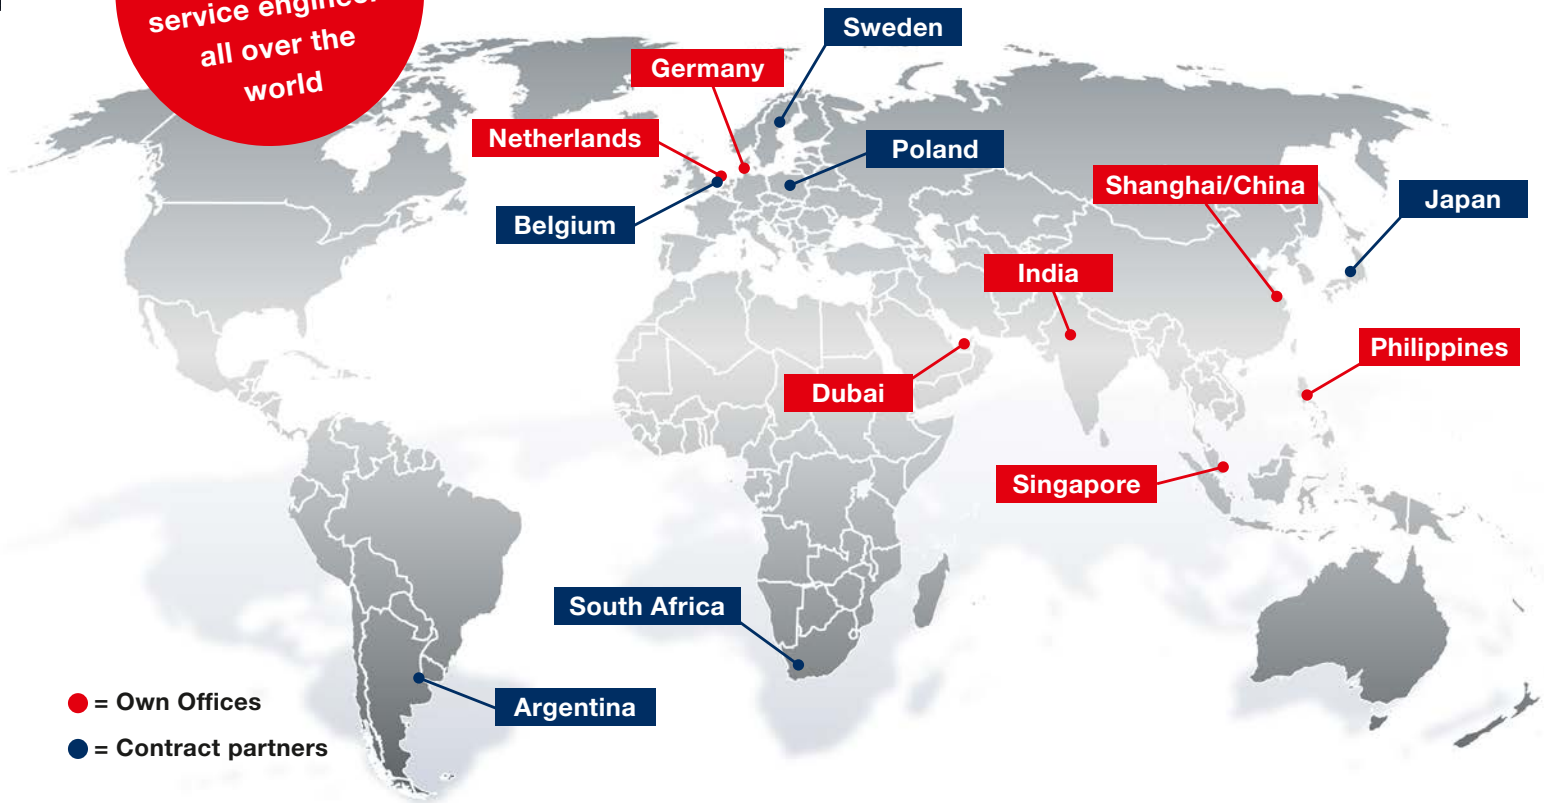 service
all over the
world
Sweden
Germany
Netherlands
Poland
Shanghai/China
Japan
Belgium
India
Philippines
Dubai
Singapore
South Africa
Argentina
= Own Offices
= Contract partners